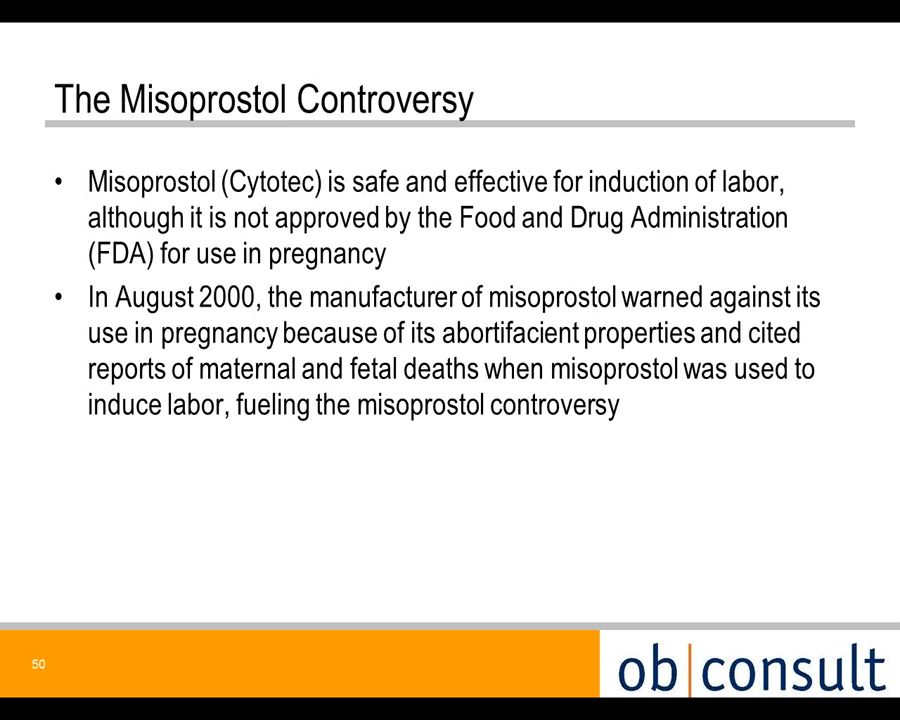 The Misoprostol Controversy
• Misoprostol (Cytotec) is safe and effective for induction of labor,
although it is not approved by the Food and Drug Administration
(FDA) for use in pregnancy
• In August 2000, the manufacturer of misoprostol warned against its
use in pregnancy because of its abortifacient properties and cited
reports of maternal and fetal deaths when misoprostol was used to
induce labor, fueling the misoprostol controversy
50
ob|consult